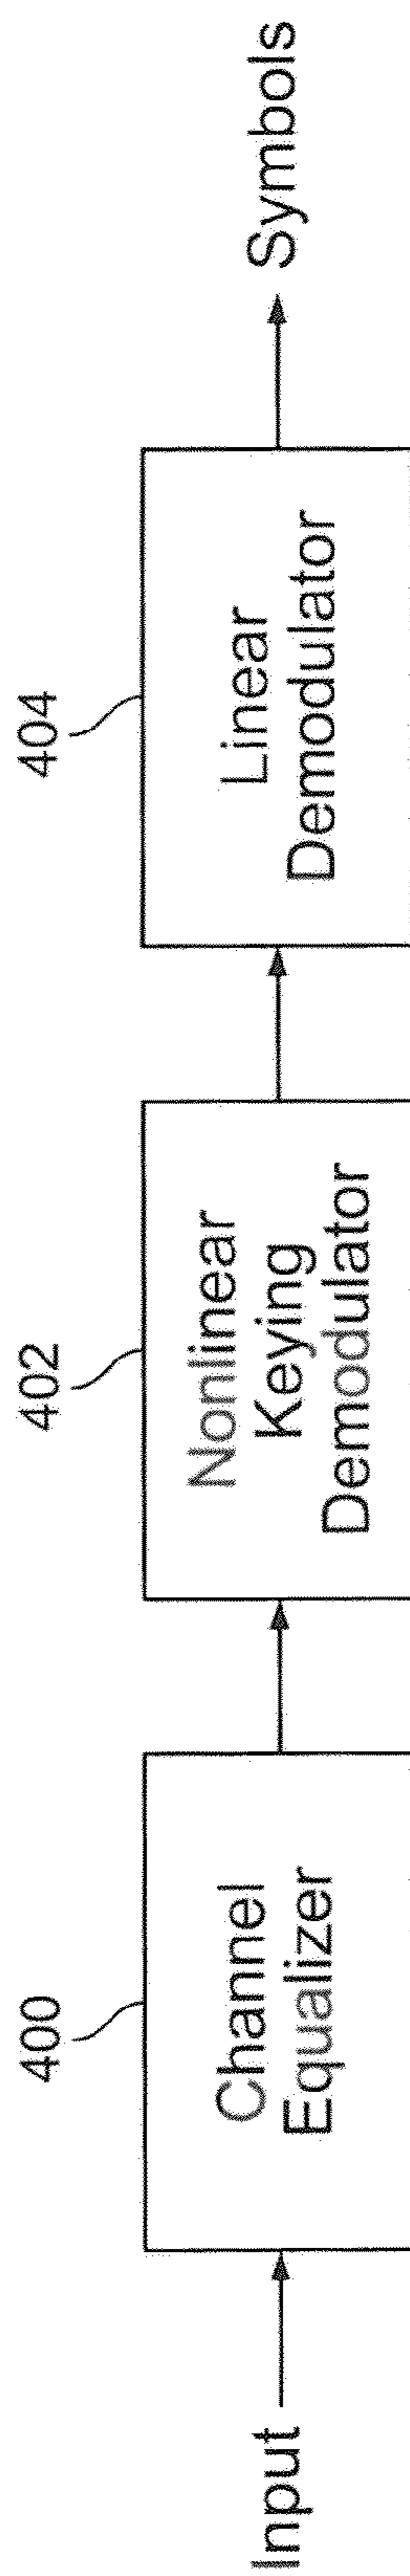 Input
400
Channel
Equalizer
402
Nonlinear
Keying
Demodulator
404
Linear
Demodulator
Symbols